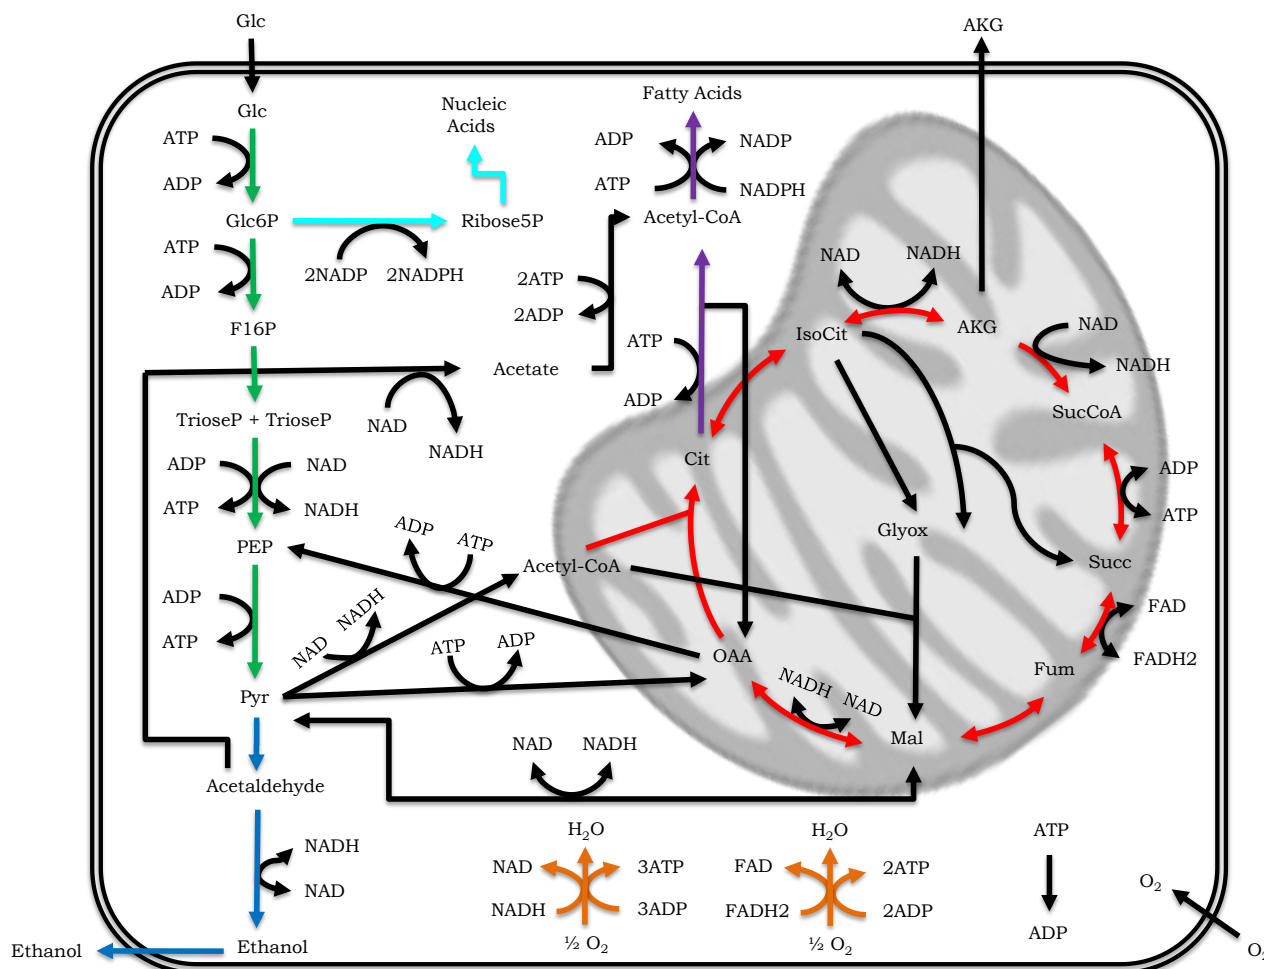 Glc
AKG
Glc
ATP
ADP
Nucleic
Acids
Fatty Acids
ADP
NADP
ATP
NADPH
Glc6P
Ribose5P
Acetyl-CoA
ATP
ADP
2NADP
2NADPH
2ATP
2ADP
NAD
NADH
F16P
IsoCit
AKG
NAD
NADH
ATP
ADP
Acetate
NAD
NADH
TrioseP + TrioseP
SucCoA
Cit
ADP
NAD
ATP
NADH
ADP
ATP
PEP
ADP
ATP
Glyox
Acetyl-CoA
Succ
ADP
ATP
NAD
NADH
ATP
ADP
FAD
FADH2
OAA
Fum
Pyr
NADH
NAD
Mal
NAD
NADH
Acetaldehyde
NADH
NAD
H2O
NAD
3ATP
NADH
3ADP
½ O2
H2O
FAD
2ATP
FADH2
2ADP
½ O2
ATP
ADP
O2
Ethanol
Ethanol